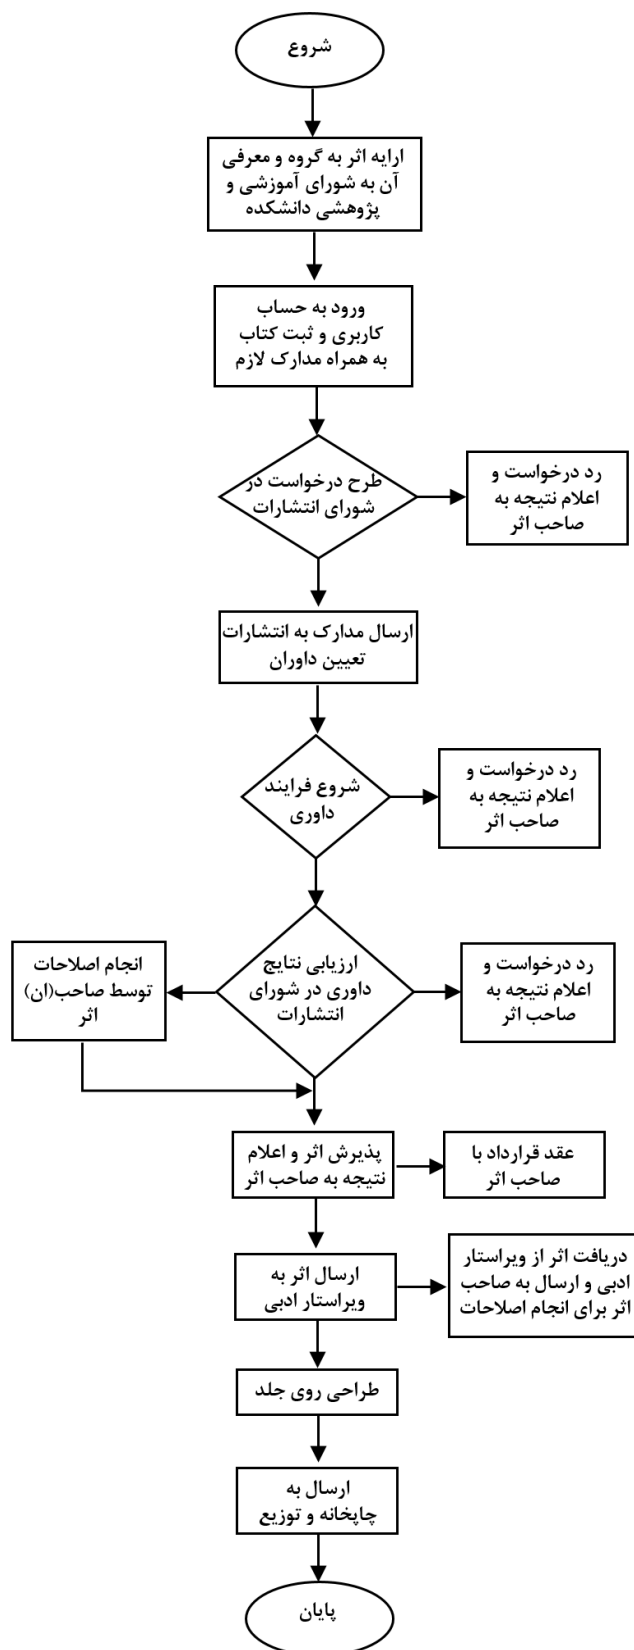 شروع
ارایه اثر به گروه و معرفی
آن به شورای آموزشی و
پژوهشی دانشکده
ورود به حساب
کاربری و ثبت کتاب
به همراه مدارک لازم
طرح درخواست در
شورای انتشارات
رد درخواست و
اعلام نتیجه به
صاحب اثر
ارسال مدارک به انتشارات
تعیین داوران
شروع فرایند
داوری
رد درخواست و
اعلام نتیجه به
صاحب اثر
ارزیابی نتایج
داوری در شورای
انتشارات
رد درخواست و
اعلام نتیجه به
صاحب اثر
انجام اصلاحات
توسط صاحب(ان)
اثر
پذیرش اثر و اعلام
نتیجه به صاحب اثر
عقد قرارداد با
صاحب اثر
ارسال اثر به
ویراستار ادبی
دریافت اثر از ویراستار
ادبی و ارسال به صاحب
اثر برای انجام اصلاحات
طراحی روی جلد
ارسال به
چاپخانه و توزیع
پایان